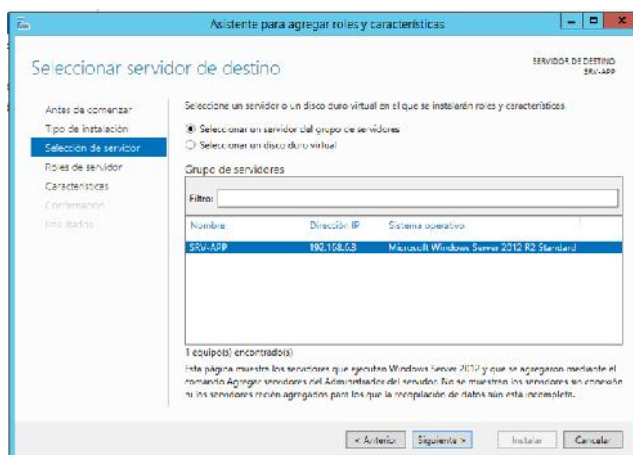 Asistente para agregar roles y características
Seleccionar servidor de destino
SERVIDOR DE DESTINO
SRV-APP
Antes de comenzar
Tipo de instalación
Selección de servidor
Roles de servidor
Características
Confirmación
Resultados
Seleccione un servidor o un disco duro virtual en el que se instalarán roles y características.
Seleccionar un servidor del grupo de servidores
Seleccionar un disco duro virtual
Grupo de servidores
Filtro:
Nombre Dirección IP Sistema operativo
SRV-APP 192.168.6.3 Microsoft Windows Server 2012 R2 Standard
1 equipo(s) encontrado(s)
Esta página muestra los servidores que ejecutan Windows Server 2012 y que se agregaron mediante el
comando Agregar servidores del Administrador del servidor. No se muestran los servidores sin conexión
ni los servidores recién agregados para los que la recopilación de datos aún está incompleta.
< Anterior Siguiente > Instalar Cancelar